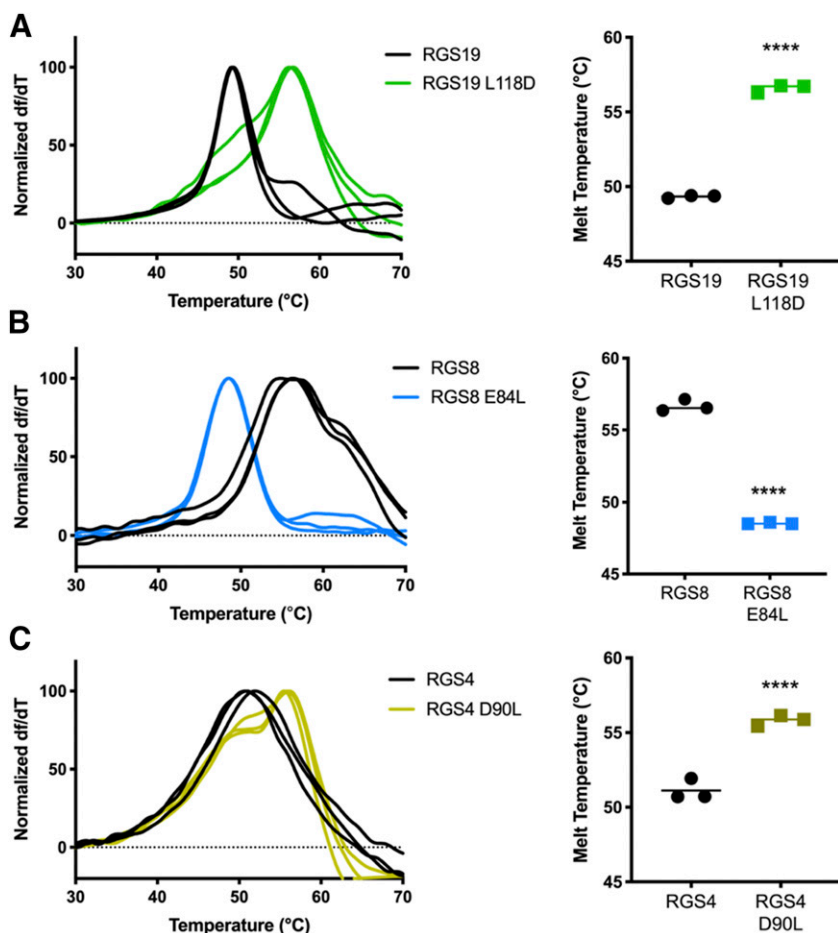 A
Normalized df/dT
100
50
0
30 40 50 60 70
Temperature (°C)
RGS19
RGS19 L118D
Melt Temperature (°C)
60
55
50
45
****
RGS19 RGS19
L118D
B
Normalized df/dT
100
50
0
30 40 50 60 70
Temperature (°C)
RGS8
RGS8 E84L
Melt Temperature (°C)
60
55
50
45
****
RGS8 RGS8
E84L
C
Normalized df/dT
100
50
0
30 40 50 60 70
Temperature (°C)
RGS4
RGS4 D90L
Melt Temperature (°C)
60
55
50
45
****
RGS4 RGS4
D90L